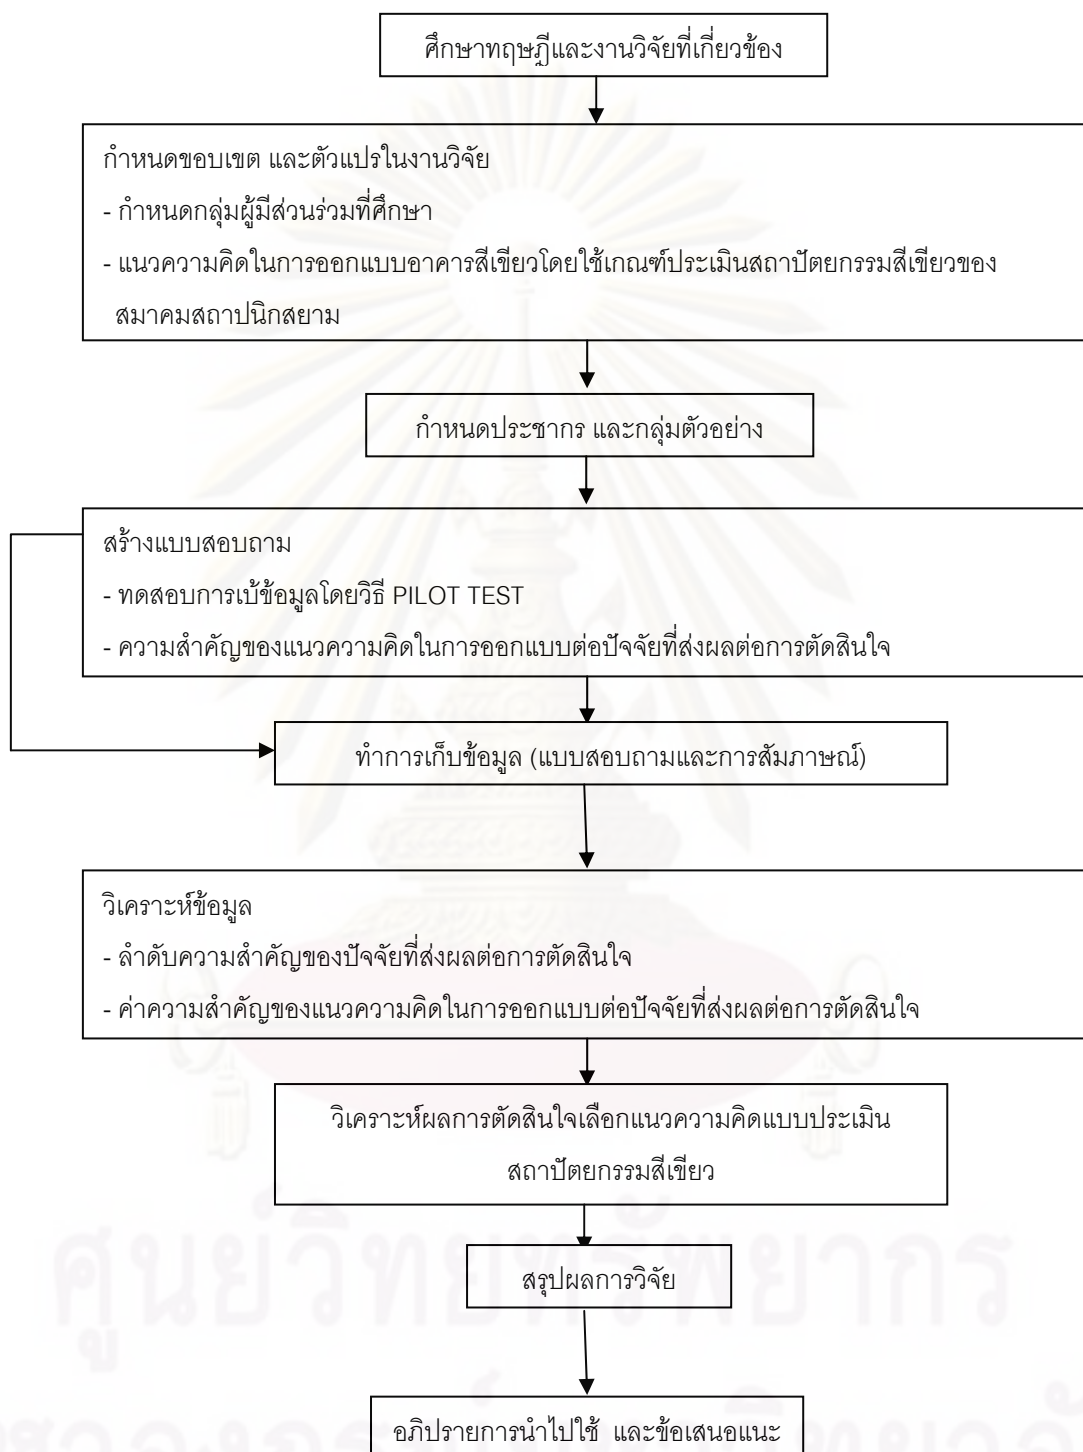 ศึกษาทฤษฎีและงานวิจัยที่เกี่ยวข้อง
กำหนดขอบเขต และตัวแปรในงานวิจัย
- กำหนดกลุ่มผู้มีส่วนร่วมที่ศึกษา
- แนวความคิดในการออกแบบอาคารสีเขียวโดยใช้เกณฑ์ประเมินสถาปัตยกรรมสีเขียวของ
สมาคมสถาปนิกสยาม
กำหนดประชากร และกลุ่มตัวอย่าง
สร้างแบบสอบถาม
- ทดสอบการเบ้ข้อมูลโดยวิธี PILOT TEST
- ความสำคัญของแนวความคิดในการออกแบบต่อปัจจัยที่ส่งผลต่อการตัดสินใจ
ทำการเก็บข้อมูล (แบบสอบถามและการสัมภาษณ์)
วิเคราะห์ข้อมูล
- ลำดับความสำคัญของปัจจัยที่ส่งผลต่อการตัดสินใจ
- ค่าความสำคัญของแนวความคิดในการออกแบบต่อปัจจัยที่ส่งผลต่อการตัดสินใจ
วิเคราะห์ผลการตัดสินใจเลือกแนวความคิดแบบประเมิน
สถาปัตยกรรมสีเขียว
ศูนย์วิทยทรัพยากร
สรุปผลการวิจัย
อภิปรายการนำไปใช้ และข้อเสนอแนะ